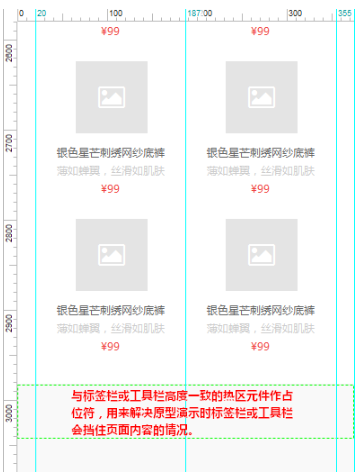 0 20 100 187 200 300 355
¥99 ¥99
2600
2700
银色星芒刺绣网纱底裤 银色星芒刺绣网纱底裤
薄如蝉翼，丝滑如肌肤 薄如蝉翼，丝滑如肌肤
¥99 ¥99
2800
2900
银色星芒刺绣网纱底裤 银色星芒刺绣网纱底裤
薄如蝉翼，丝滑如肌肤 薄如蝉翼，丝滑如肌肤
¥99 ¥99
3000
与标签栏或工具栏高度一致的热区元件作占
位符，用来解决原型演示时标签栏或工具栏
会挡住页面内容的情况。